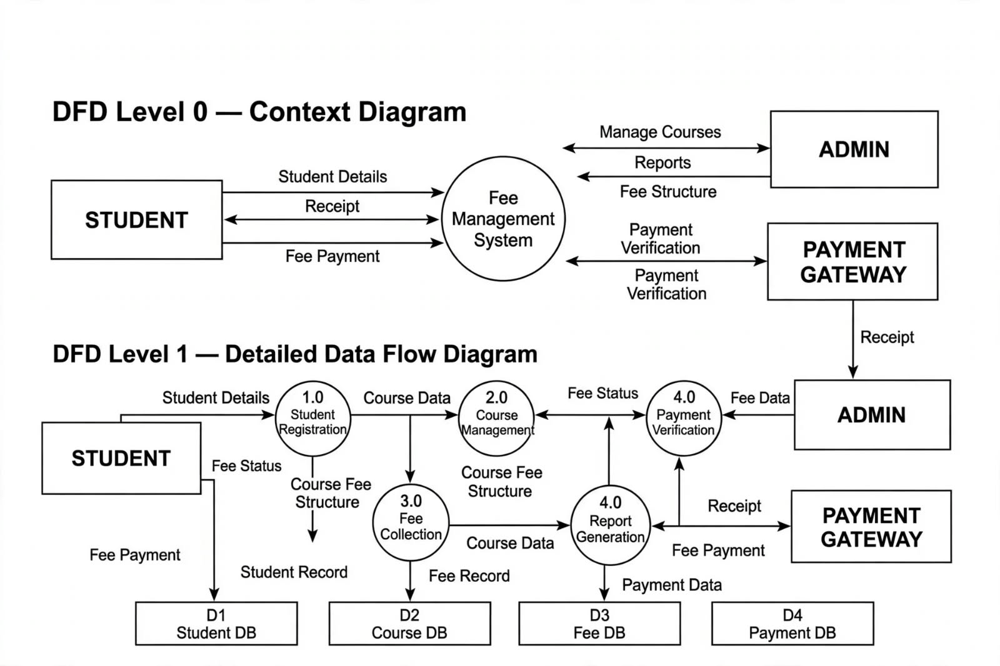 DFD Level 0 — Context Diagram
Manage Courses
ADMIN
Reports
Fee Structure
Student Details
STUDENT
Receipt
Fee Payment
Fee
Management
System
Payment
Verification
Payment
Verification
PAYMENT
GATEWAY
Receipt
DFD Level 1 — Detailed Data Flow Diagram
Student Details
1.0
Student
Registration
Course Data
2.0
Course
Management
Fee Status
4.0
Payment
Verification
Fee Data
ADMIN
STUDENT
Fee Status
Course Fee
Structure
Course Fee
Structure
3.0
Fee
Collection
Course Data
4.0
Report
Generation
Receipt
Fee Payment
PAYMENT
GATEWAY
Fee Payment
Student Record
Fee Record
Payment Data
D1
Student DB
D2
Course DB
D3
Fee DB
D4
Payment DB